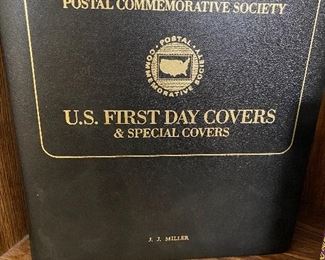 POSTAL COMMEMORATIVE SOCIETY
POSTAL
COMMEMORATIVE SOCIETY
U.S. FIRST DAY COVERS
& SPECIAL COVERS
J. J. MILLER